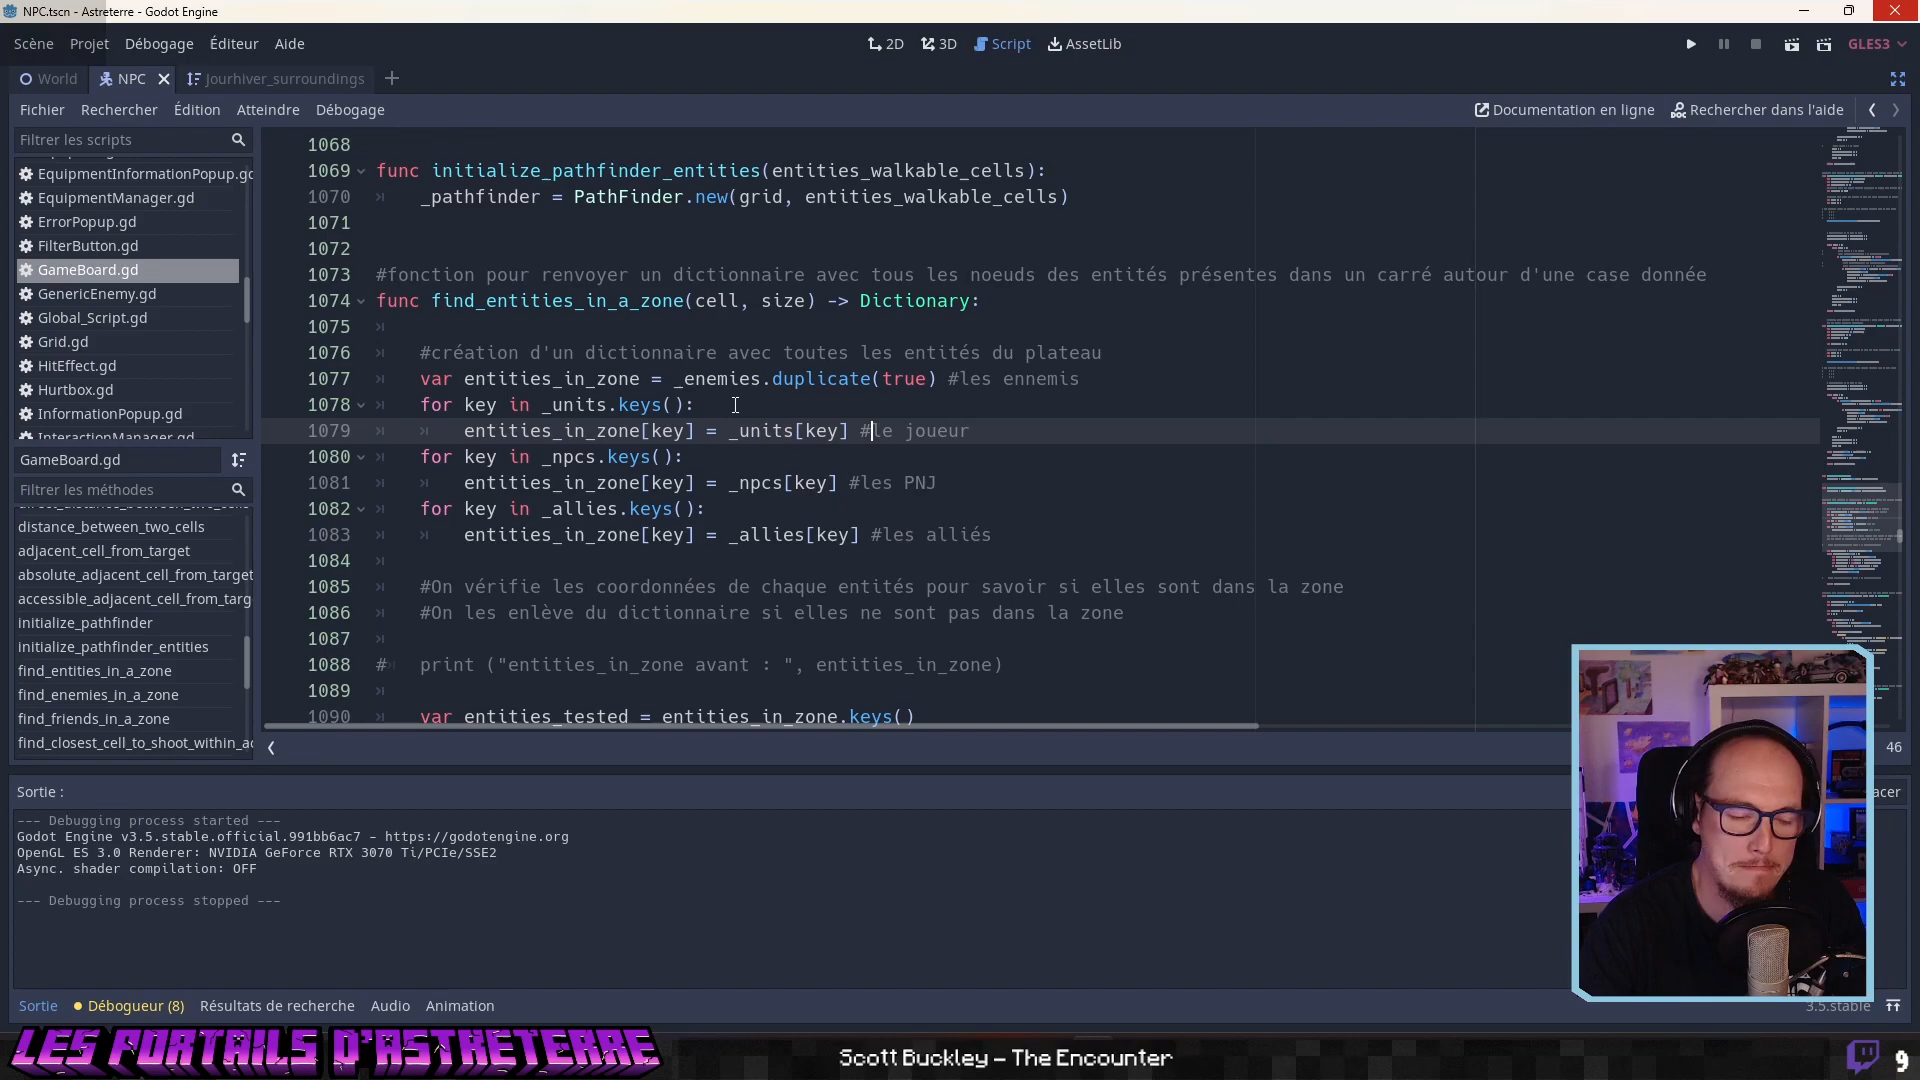 NPC.tscn - Astreterre - Godot Engine
Scène Projet Débogage Éditeur Aide
2D 3D Script AssetLib
GLES3
World NPC Jourhiver_surroundings
Fichier Rechercher Édition Atteindre Débogage
Documentation en ligne Rechercher dans l'aide
Filtrer les scripts
EquipmentInformationPopup.gd
EquipmentManager.gd
ErrorPopup.gd
FilterButton.gd
GameBoard.gd
GenericEnemy.gd
Global_Script.gd
Grid.gd
HitEffect.gd
Hurtbox.gd
InformationPopup.gd
InteractionManager.gd
GameBoard.gd
Filtrer les méthodes
direct_distance_between_two_cells
distance_between_two_cells
adjacent_cell_from_target
absolute_adjacent_cell_from_target
accessible_adjacent_cell_from_targ
initialize_pathfinder
initialize_pathfinder_entities
find_entities_in_a_zone
find_enemies_in_a_zone
find_friends_in_a_zone
find_closest_cell_to_shoot_within_ac
1068
1069 func initialize_pathfinder_entities(entities_walkable_cells):
1070 _pathfinder = PathFinder.new(grid, entities_walkable_cells)
1071
1072
1073 #fonction pour renvoyer un dictionnaire avec tous les noeuds des entités présentes dans un carré autour d'une case donnée
1074 func find_entities_in_a_zone(cell, size) -> Dictionary:
1075
1076 #création d'un dictionnaire avec toutes les entités du plateau
1077 var entities_in_zone = _enemies.duplicate(true) #les ennemis
1078 for key in _units.keys():
1079 entities_in_zone[key] = _units[key] #le joueur
1080 for key in _npcs.keys():
1081 entities_in_zone[key] = _npcs[key] #les PNJ
1082 for key in _allies.keys():
1083 entities_in_zone[key] = _allies[key] #les alliés
1084
1085 #On vérifie les coordonnées de chaque entités pour savoir si elles sont dans la zone
1086 #On les enlève du dictionnaire si elles ne sont pas dans la zone
1087
1088 # print ("entities_in_zone avant : ", entities_in_zone)
1089
1090 var entities_tested = entities_in_zone.keys()
46
Sortie :
acer
--- Debugging process started ---
Godot Engine v3.5.stable.official.991bb6ac7 - https://godotengine.org
OpenGL ES 3.0 Renderer: NVIDIA GeForce RTX 3070 Ti/PCIe/SSE2
Async. shader compilation: OFF
--- Debugging process stopped ---
Sortie Débogueur (8) Résultats de recherche Audio Animation
3.5.stable
LES PORTAILS D'ASTRETERRE
Scott Buckley – The Encounter
9